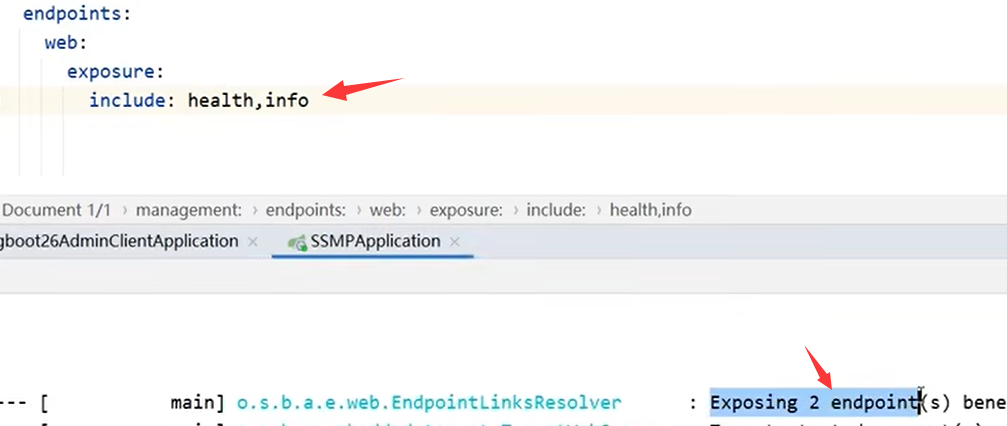 endpoints:
web:
exposure:
include: health,info
Document 1/1 › management: › endpoints: › web: › exposure: › include: › health,info
gboot26AdminClientApplication × SSMPApplication ×
--- [ main] o.s.b.a.e.web.EndpointLinksResolver : Exposing 2 endpoint(s) bene